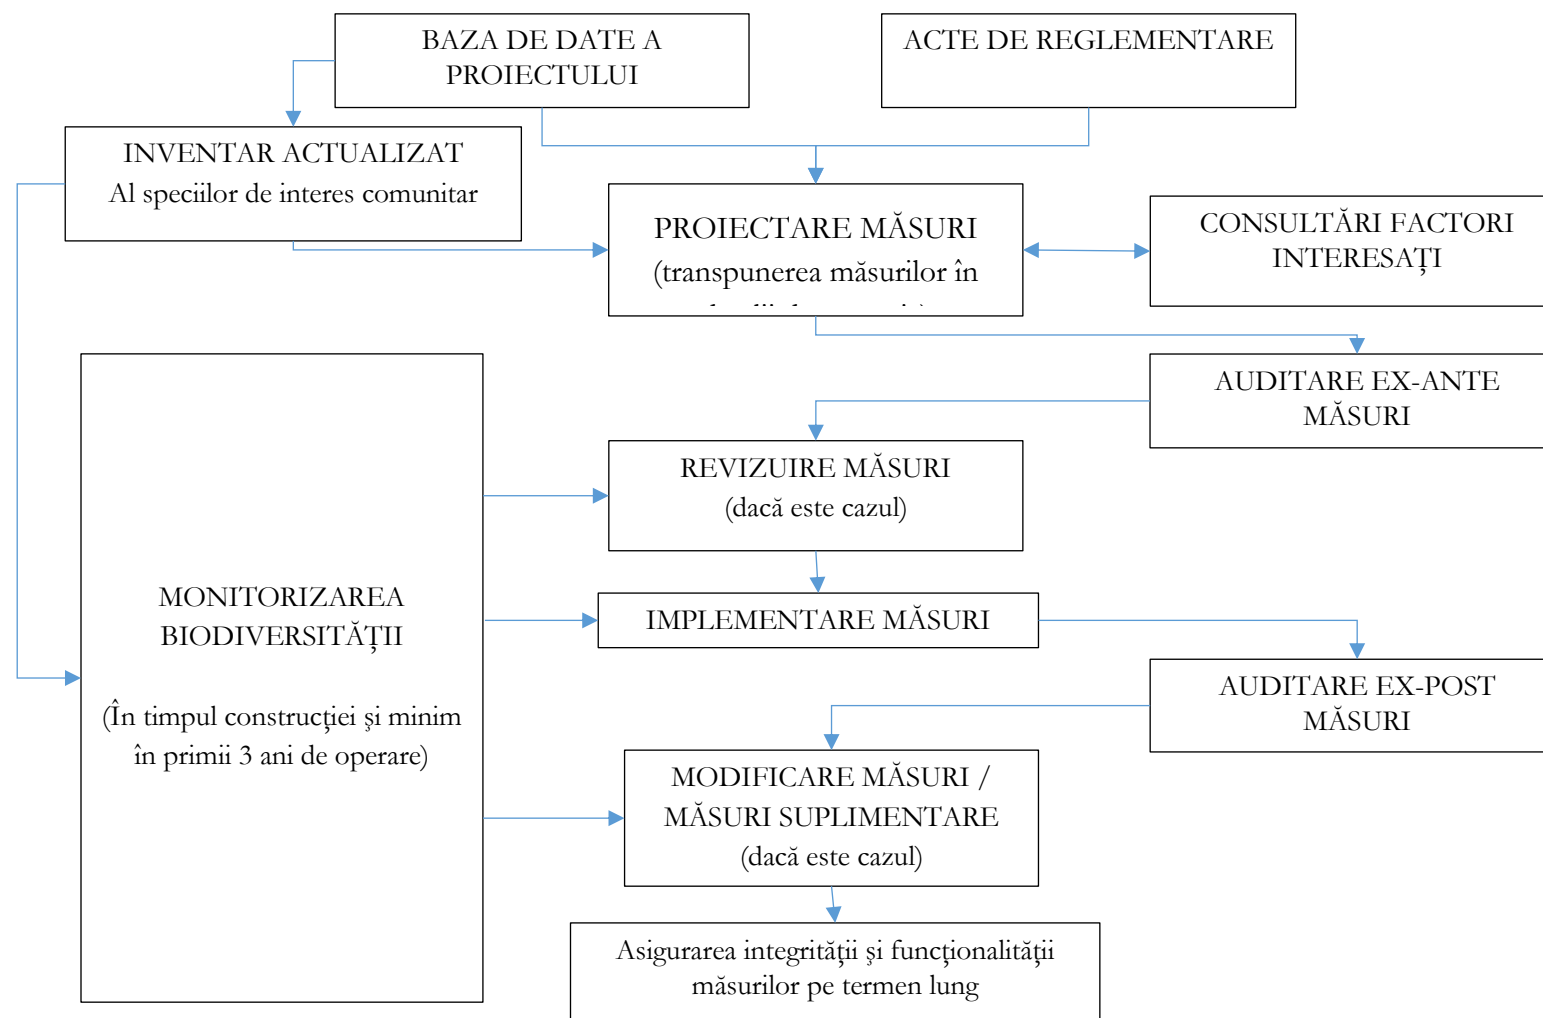 BAZA DE DATE A
PROIECTULUI
ACTE DE REGLEMENTARE
INVENTAR ACTUALIZAT
Al speciilor de interes comunitar
PROIECTARE MĂSURI
(transpunerea măsurilor în
CONSULTĂRI FACTORI
INTERESAȚI
AUDITARE EX-ANTE
MĂSURI
REVIZUIRE MĂSURI
(dacă este cazul)
MONITORIZAREA
BIODIVERSITĂȚII
(În timpul construcției şi minim
în primii 3 ani de operare)
IMPLEMENTARE MĂSURI
AUDITARE EX-POST
MĂSURI
MODIFICARE MĂSURI /
MĂSURI SUPLIMENTARE
(dacă este cazul)
Asigurarea integrității şi funcționalității
măsurilor pe termen lung